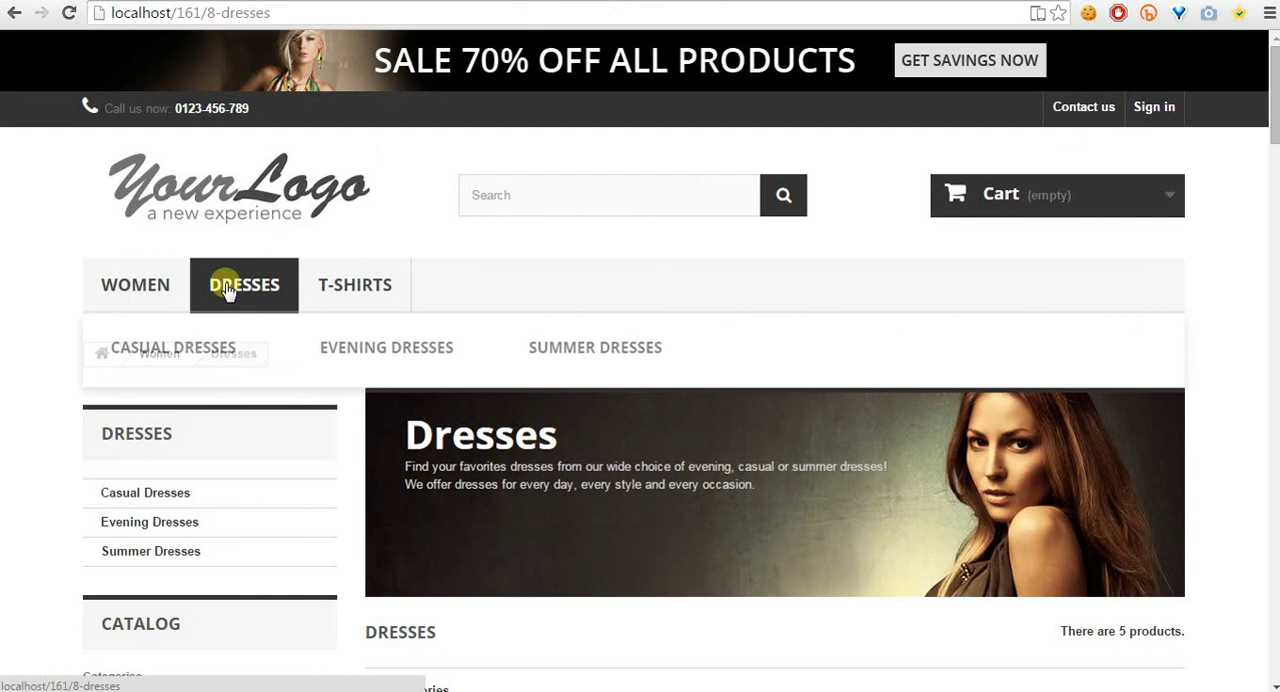 localhost/161/8-dresses
SALE 70% OFF ALL PRODUCTS
GET SAVINGS NOW
Call us now: 0123-456-789
Contact us
Sign in
YourLogo
a new experience
Search
Cart (empty)
WOMEN
DRESSES
T-SHIRTS
CASUAL DRESSES
EVENING DRESSES
SUMMER DRESSES
Women
Dresses
DRESSES
Casual Dresses
Evening Dresses
Summer Dresses
CATALOG
Dresses
Find your favorites dresses from our wide choice of evening, casual or summer dresses!
We offer dresses for every day, every style and every occasion.
DRESSES
There are 5 products.
localhost/161/8-dresses